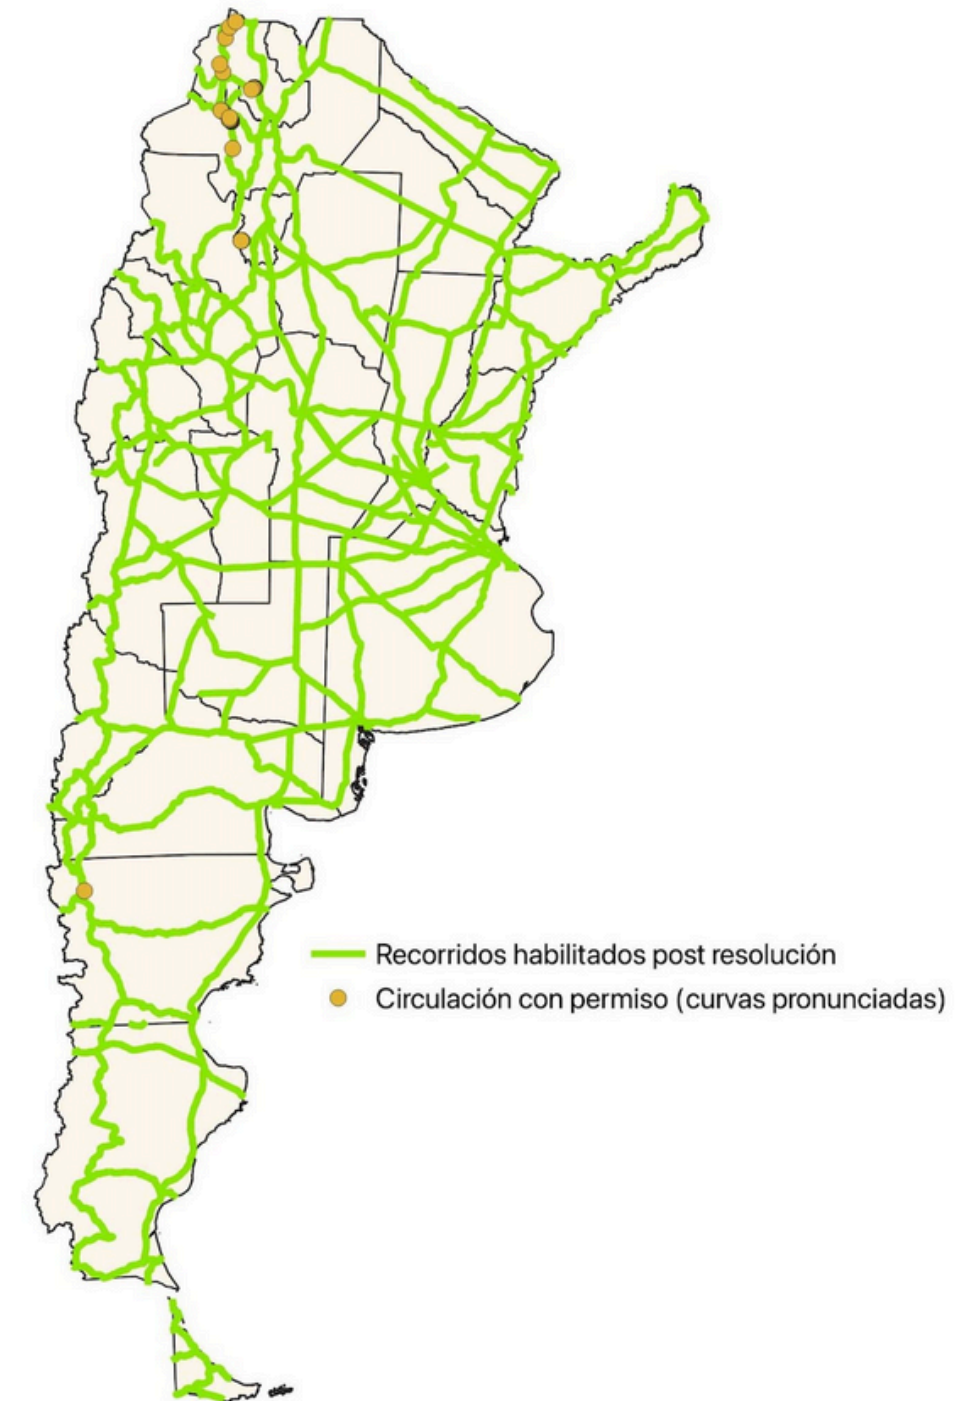 Recorridos habilitados post resolución
Circulación con permiso (curvas pronunciadas)